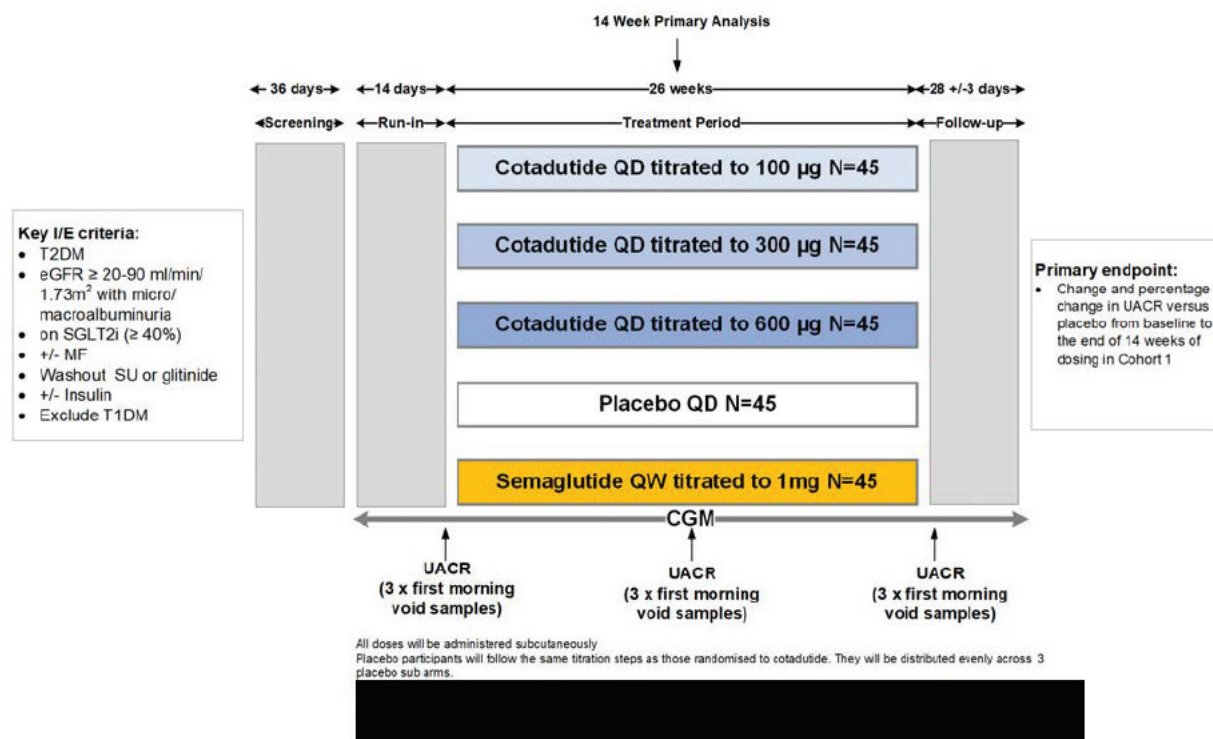 14 Week Primary Analysis
36 days
14 days
26 weeks
28 +/-3 days
Screening
Run-in
Treatment Period
Follow-up
Key I/E criteria:
• T2DM
• eGFR ≥ 20-90 ml/min/
1.73m² with micro/
macroalbuminuria
• on SGLT2i (≥ 40%)
• +/- MF
• Washout SU or glitinide
• +/- Insulin
• Exclude T1DM
Cotadutide QD titrated to 100 µg N=45
Cotadutide QD titrated to 300 µg N=45
Cotadutide QD titrated to 600 µg N=45
Placebo QD N=45
Semaglutide QW titrated to 1mg N=45
Primary endpoint:
• Change and percentage
change in UACR versus
placebo from baseline to
the end of 14 weeks of
dosing in Cohort 1
CGM
UACR
(3 x first morning
void samples)
UACR
(3 x first morning
void samples)
UACR
(3 x first morning
void samples)
All doses will be administered subcutaneously
Placebo participants will follow the same titration steps as those randomised to cotadutide. They will be distributed evenly across 3
placebo sub arms.